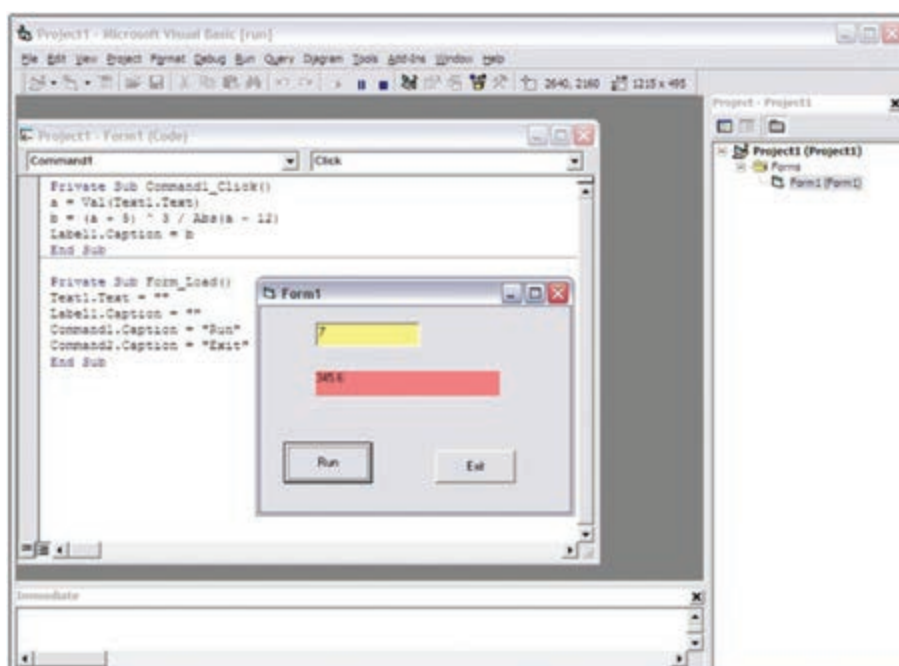 Project1 - Microsoft Visual Basic [run]
File Edit View Project Format Debug Run Query Diagram Tools Add-Ins Window Help
2640, 2160 1215 x 495
Project - Project1
Project1 - Form1 (Code)
Command1 Click
Project1 (Project1)
Forms
Form1 (Form1)
Private Sub Command1_Click()
a = Val(Text1.Text)
b = (a + 5) ^ 3 / Abs(a - 12)
Label1.Caption = b
End Sub
Private Sub Form_Load()
Text1.Text = ""
Label1.Caption = ""
Command1.Caption = "Run"
Command2.Caption = "Exit"
End Sub
Form1
7
345.6
Run Exit
Immediate